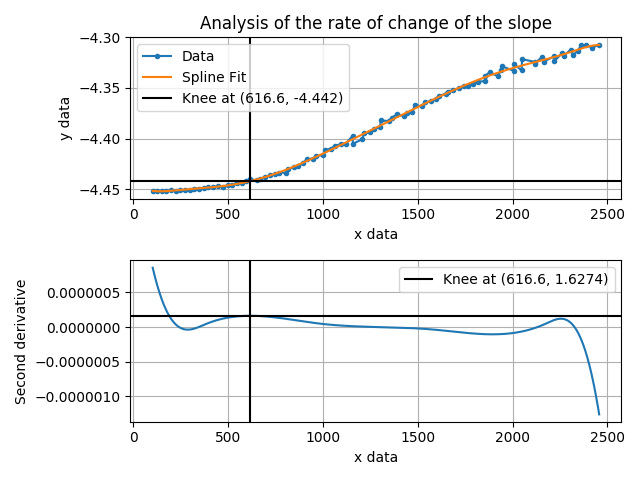 Analysis of the rate of change of the slope
−4.30
−4.35
−4.40
−4.45
y data
Data
Spline Fit
Knee at (616.6, -4.442)
0 500 1000 1500 2000 2500
x data
0.0000005
0.0000000
−0.0000005
−0.0000010
Second derivative
Knee at (616.6, 1.6274)
0 500 1000 1500 2000 2500
x data